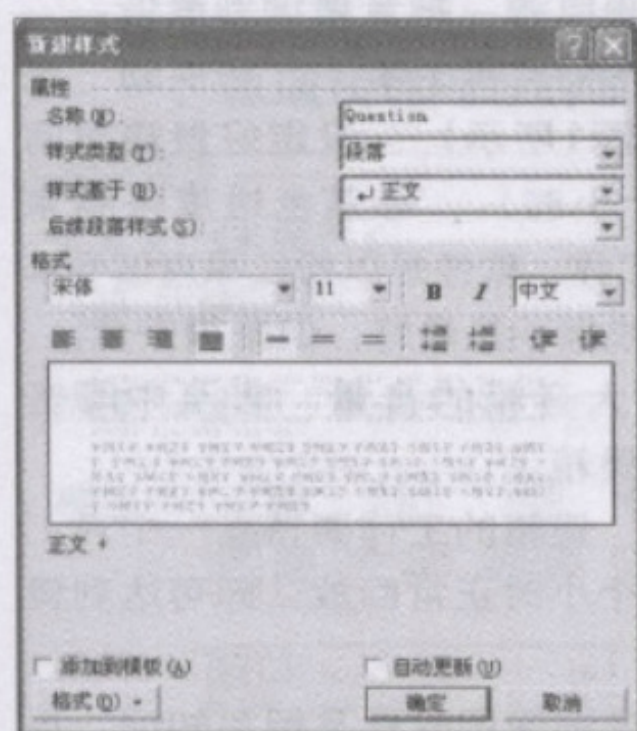 新建样式
属性
名称(N): Question
样式类型(T): 段落
样式基于(B): ↵ 正文
后续段落样式(S):
格式
宋体 11 B I 中文
正文 +
添加到模板(A) 自动更新(U)
格式(O) 确定 取消